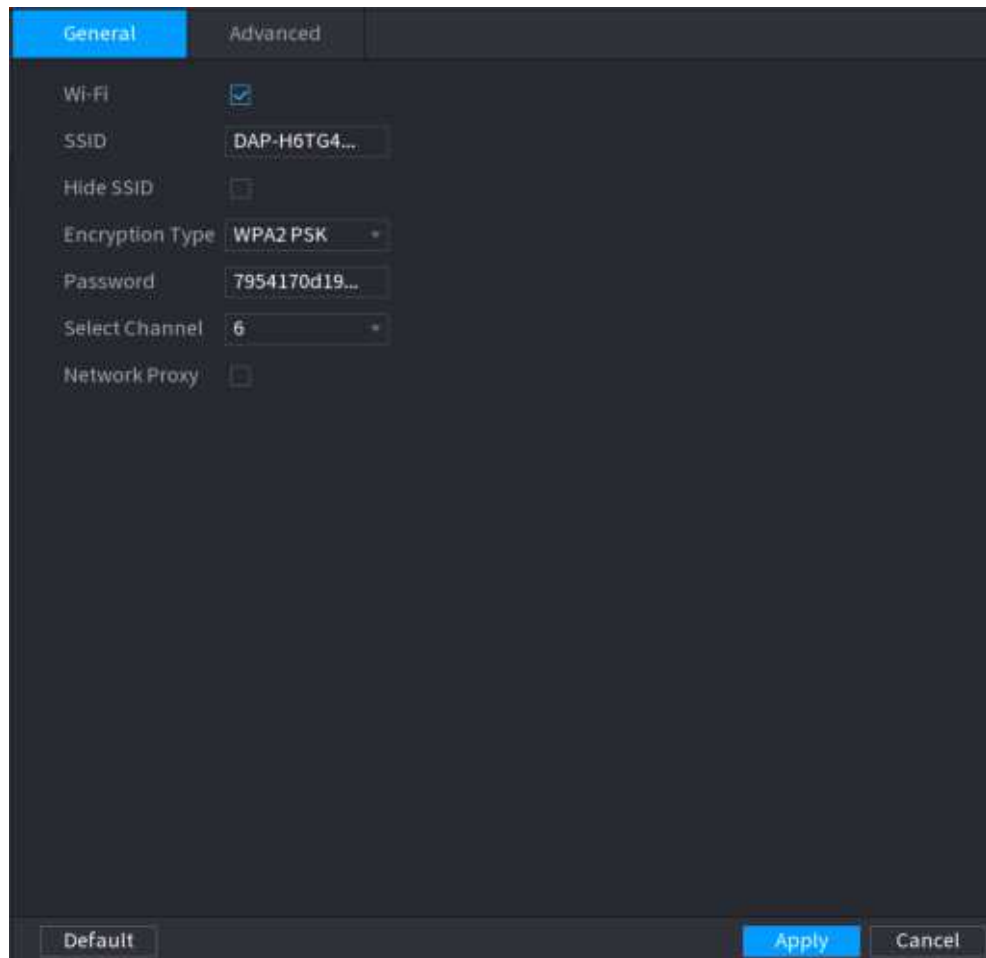 General Advanced
Wi-Fi
SSID DAP-H6TG4...
Hide SSID
Encryption Type WPA2 PSK
Password 7954170d19...
Select Channel 6
Network Proxy
Default Apply Cancel